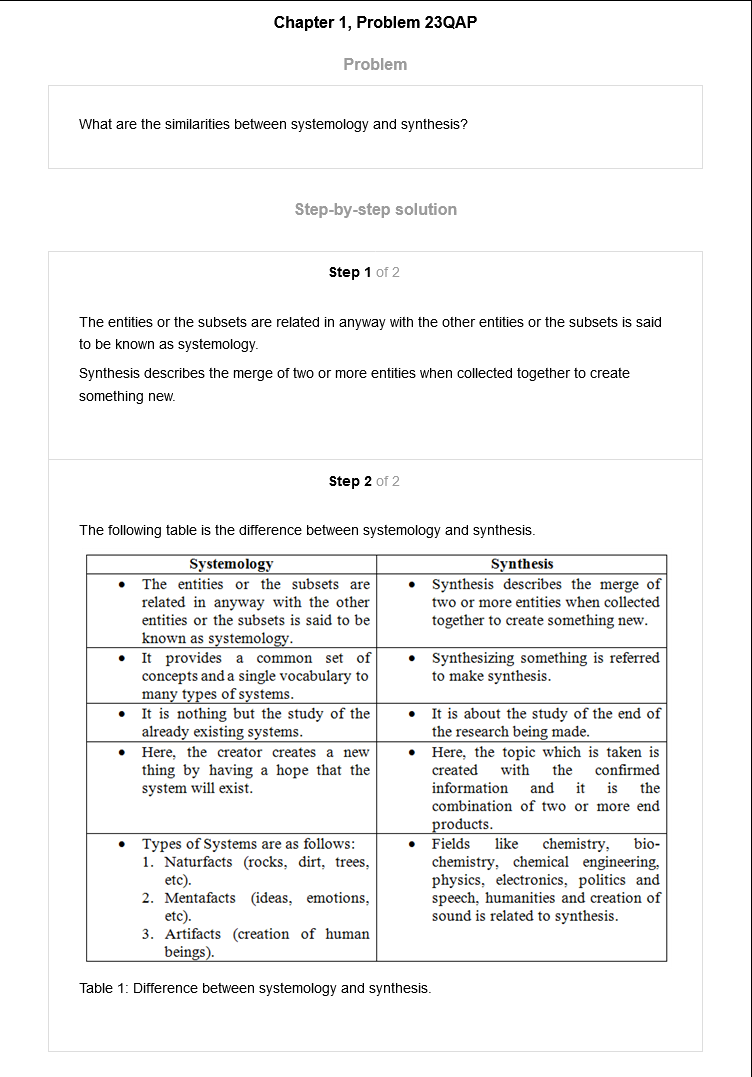 Chapter 1, Problem 23QAP
Problem
What are the similarities between systemology and synthesis?
Step-by-step solution
Step 1 of 2
The entities or the subsets are related in anyway with the other entities or the subsets is said
to be known as systemology.
Synthesis describes the merge of two or more entities when collected together to create
something new.
Step 2 of 2
The following table is the difference between systemology and synthesis.
Systemology
Synthesis
• The entities or the subsets are
related in anyway with the other
entities or the subsets is said to be
known as systemology.
• Synthesis describes the merge of
two or more entities when collected
together to create something new.
• It provides a common set of
concepts and a single vocabulary to
many types of systems.
• Synthesizing something is referred
to make synthesis.
• It is nothing but the study of the
already existing systems.
• It is about the study of the end of
the research being made.
• Here, the creator creates a new
thing by having a hope that the
system will exist.
• Here, the topic which is taken is
created with the confirmed
information and it is the
combination of two or more end
products.
• Types of Systems are as follows:
1. Naturfacts (rocks, dirt, trees,
etc).
2. Mentafacts (ideas, emotions,
etc).
3. Artifacts (creation of human
beings).
• Fields like chemistry, bio-
chemistry, chemical engineering,
physics, electronics, politics and
speech, humanities and creation of
sound is related to synthesis.
Table 1: Difference between systemology and synthesis.